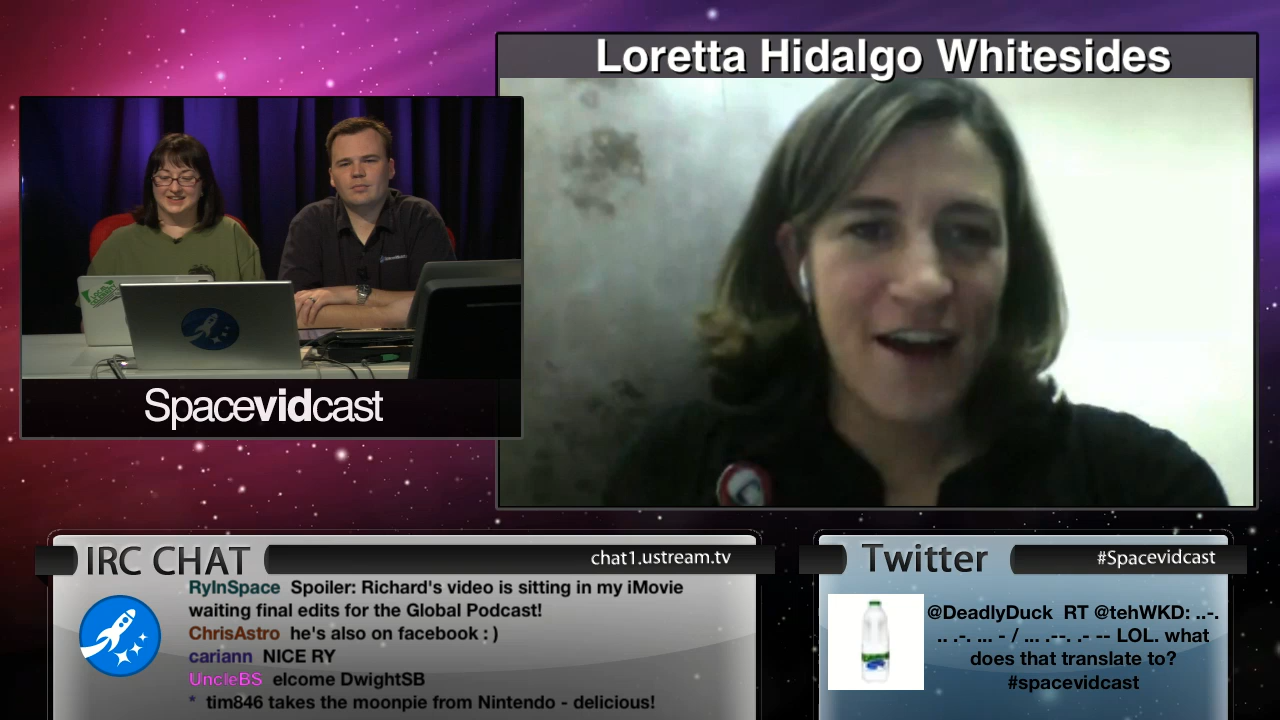 Loretta Hidalgo Whitesides
Spacevidcast
IRC CHAT
chat1.ustream.tv
RyInSpace Spoiler: Richard's video is sitting in my iMovie
waiting final edits for the Global Podcast!
ChrisAstro he's also on facebook : )
cariann NICE RY
UncleBS elcome DwightSB
* tim846 takes the moonpie from Nintendo - delicious!
Twitter
#Spacevidcast
@DeadlyDuck RT @tehWKD: ..-.
.. .-. ... - / ... .--. .- -- LOL. what
does that translate to?
#spacevidcast